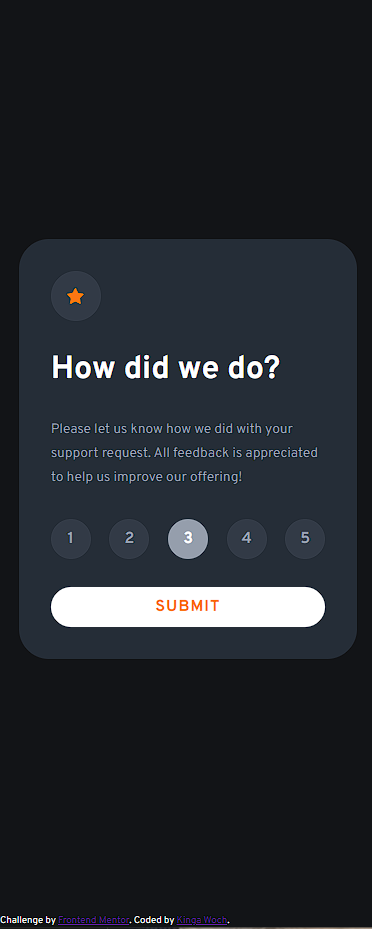 How did we do?
Please let us know how we did with your
support request. All feedback is appreciated
to help us improve our offering!
1 2 3 4 5
SUBMIT
Challenge by Frontend Mentor. Coded by Kinga Woch.